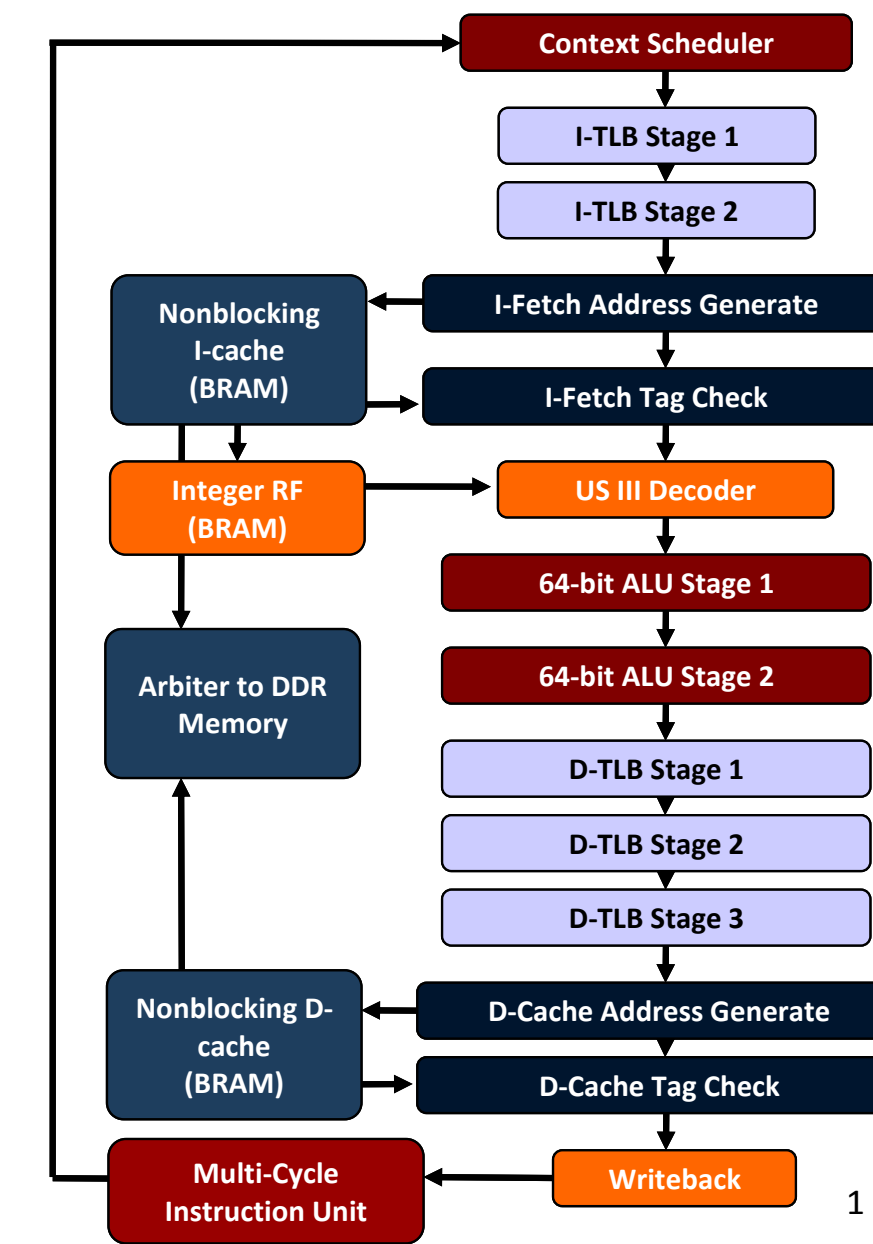 Context Scheduler
I-TLB Stage 1
I-TLB Stage 2
I-Fetch Address Generate
Nonblocking
I-cache
(BRAM)
I-Fetch Tag Check
Integer RF
(BRAM)
US III Decoder
64-bit ALU Stage 1
64-bit ALU Stage 2
Arbiter to DDR
Memory
D-TLB Stage 1
D-TLB Stage 2
D-TLB Stage 3
Nonblocking D-
cache
(BRAM)
D-Cache Address Generate
D-Cache Tag Check
Multi-Cycle
Instruction Unit
Writeback
1